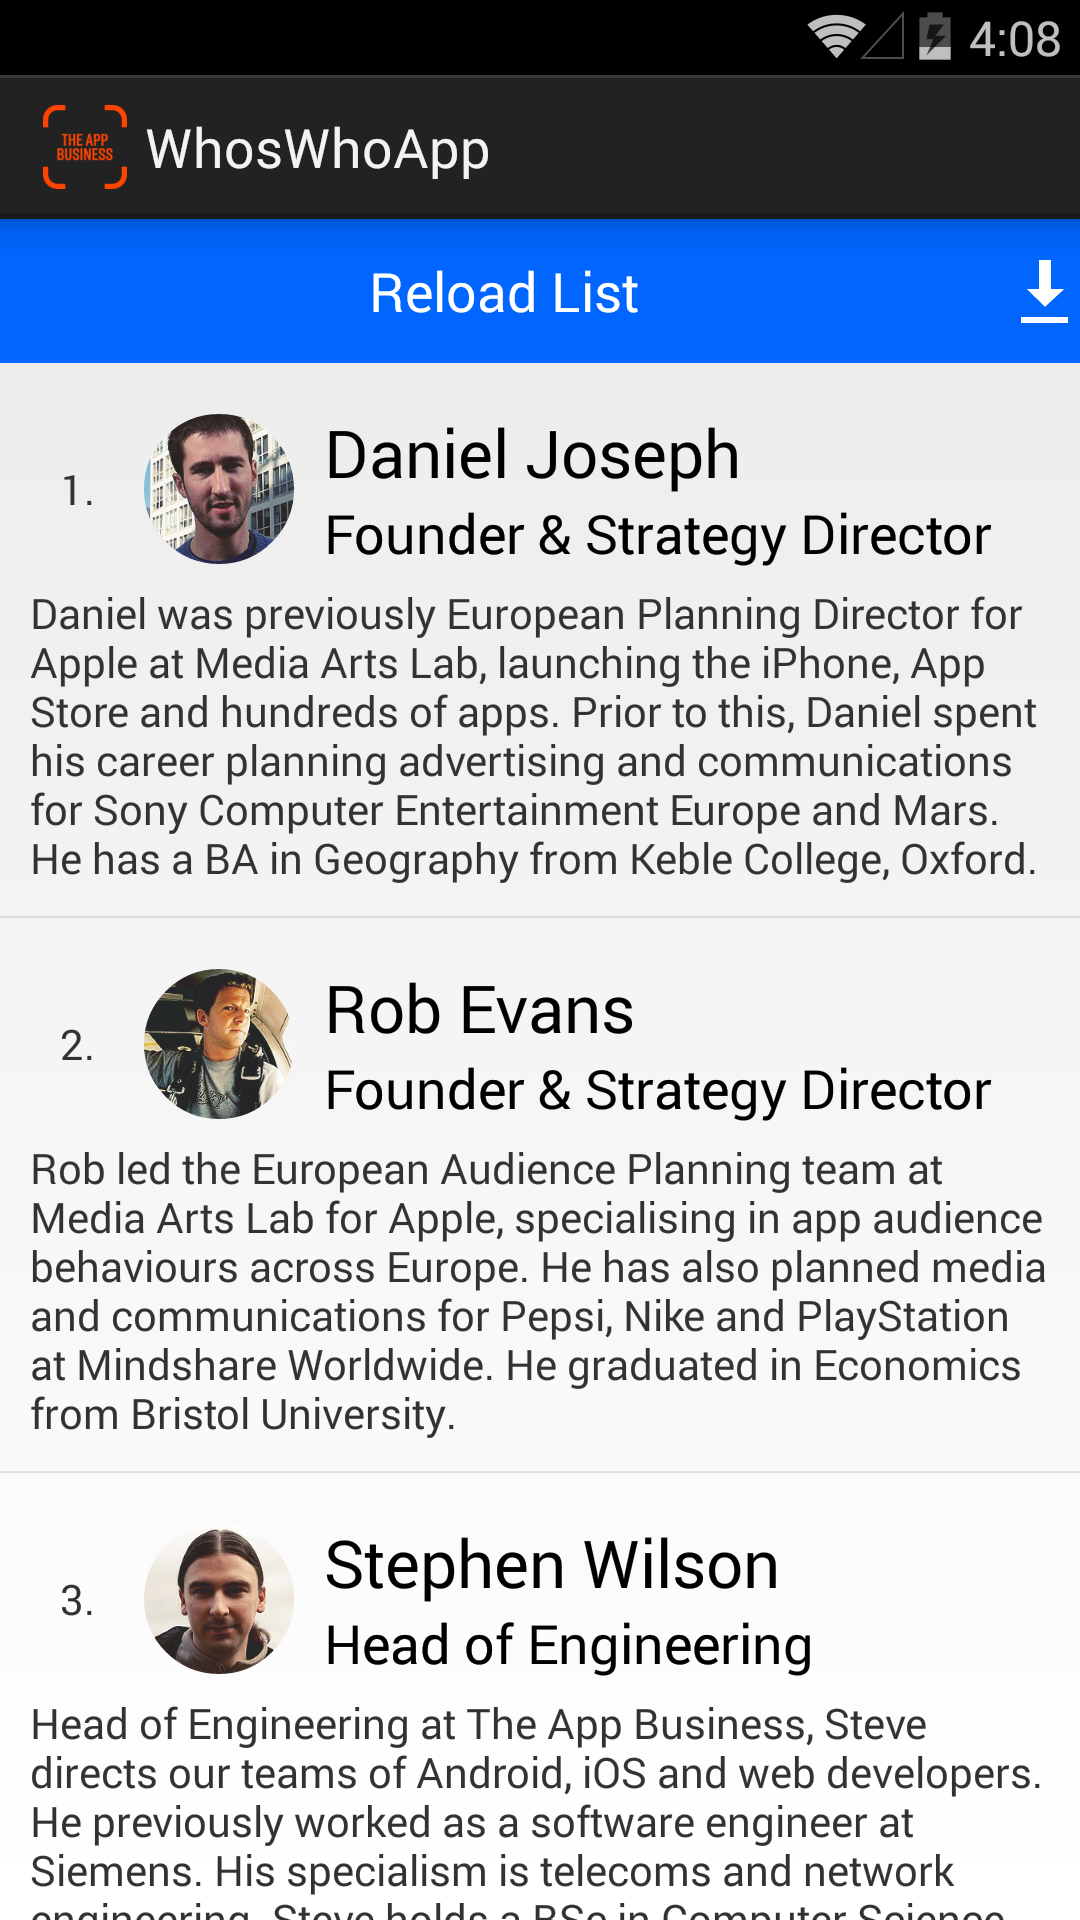 4:08
THE APP
BUSINESS
WhosWhoApp
Reload List
1.
Daniel Joseph
Founder & Strategy Director
Daniel was previously European Planning Director for
Apple at Media Arts Lab, launching the iPhone, App
Store and hundreds of apps. Prior to this, Daniel spent
his career planning advertising and communications
for Sony Computer Entertainment Europe and Mars.
He has a BA in Geography from Keble College, Oxford.
2.
Rob Evans
Founder & Strategy Director
Rob led the European Audience Planning team at
Media Arts Lab for Apple, specialising in app audience
behaviours across Europe. He has also planned media
and communications for Pepsi, Nike and PlayStation
at Mindshare Worldwide. He graduated in Economics
from Bristol University.
3.
Stephen Wilson
Head of Engineering
Head of Engineering at The App Business, Steve
directs our teams of Android, iOS and web developers.
He previously worked as a software engineer at
Siemens. His specialism is telecoms and network
engineering. Steve holds a BSc in Computer Science